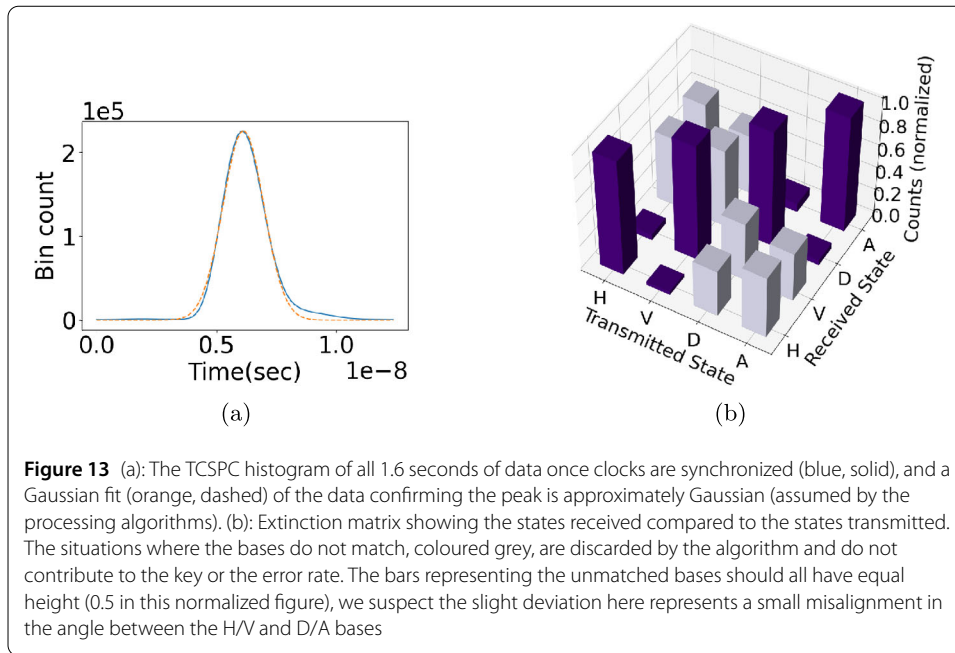 1e5
2
1
0
Bin count
0.0 0.5 1.0
Time(sec) 1e−8
(a)
1.0
0.8
0.6
0.4
0.2
0.0
Counts (normalized)
H V D A
Transmitted State
H V D A
Received State
(b)
Figure 13 (a): The TCSPC histogram of all 1.6 seconds of data once clocks are synchronized (blue, solid), and a
Gaussian fit (orange, dashed) of the data confirming the peak is approximately Gaussian (assumed by the
processing algorithms). (b): Extinction matrix showing the states received compared to the states transmitted.
The situations where the bases do not match, coloured grey, are discarded by the algorithm and do not
contribute to the key or the error rate. The bars representing the unmatched bases should all have equal
height (0.5 in this normalized figure), we suspect the slight deviation here represents a small misalignment in
the angle between the H/V and D/A bases